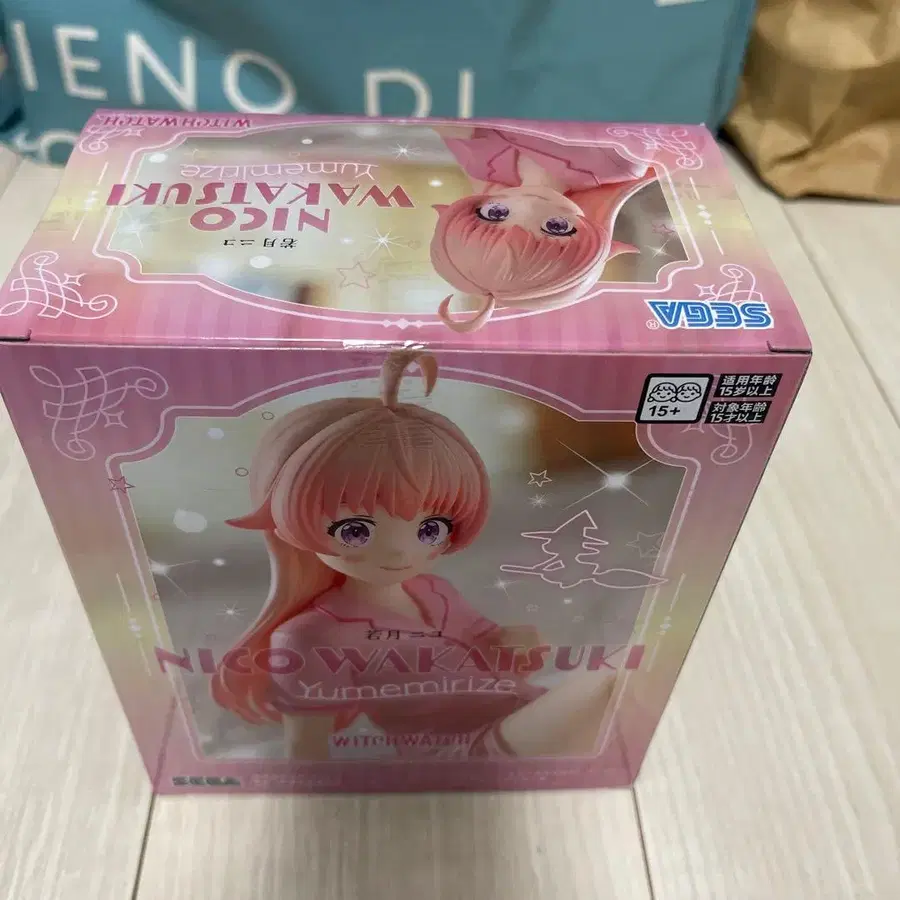 IENO DI
WITCH WATCH
Yumemirize
NICO
WAKATSUKI
若月ニコ
SEGA®
15+
适用年龄
15岁以上
対象年齢
15才以上
若月ニコ
NICO WAKATSUKI
Yumemirize
WITCH WATCH
SEGA